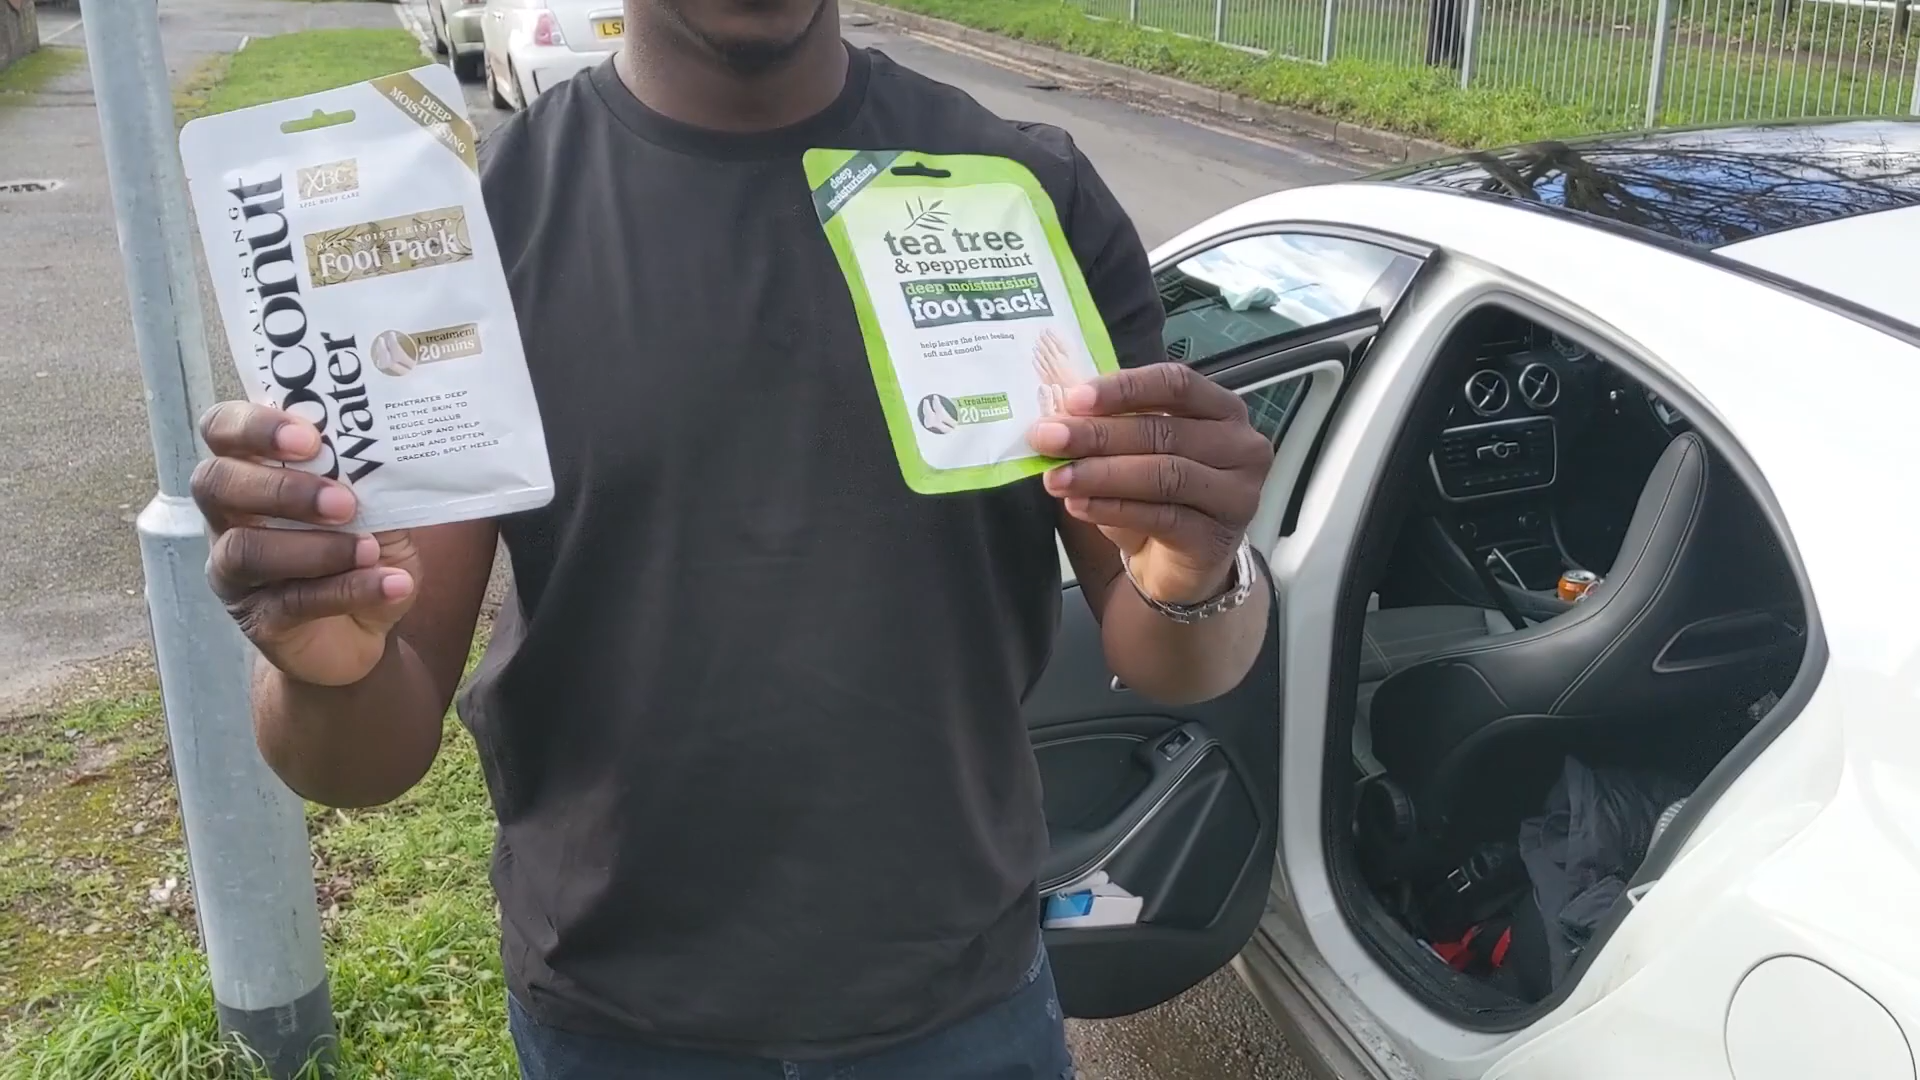 DEEP
MOISTURISING
XBC
XPEL BODY CARE
DEEP MOISTURISING
Foot Pack
Coconut
Water
1 treatment
20 mins
PENETRATES DEEP
INTO THE SKIN TO
REDUCE CALLUS
BUILD-UP AND HELP
REPAIR AND SOFTEN
CRACKED, SPLIT HEELS
deep
moisturising
tea tree
& peppermint
deep moisturising
foot pack
help leave the feet feeling
soft and smooth
1 treatment
20 mins